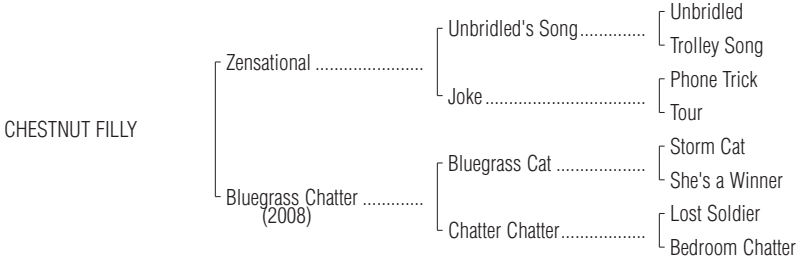 Unbridled
Unbridled's Song..............
Trolley Song
Zensational .......................
Phone Trick
Joke..................................
Tour
CHESTNUT FILLY
Storm Cat
Bluegrass Cat ...................
She's a Winner
Bluegrass Chatter .............
(2008)
Lost Soldier
Chatter Chatter..................
Bedroom Chatter